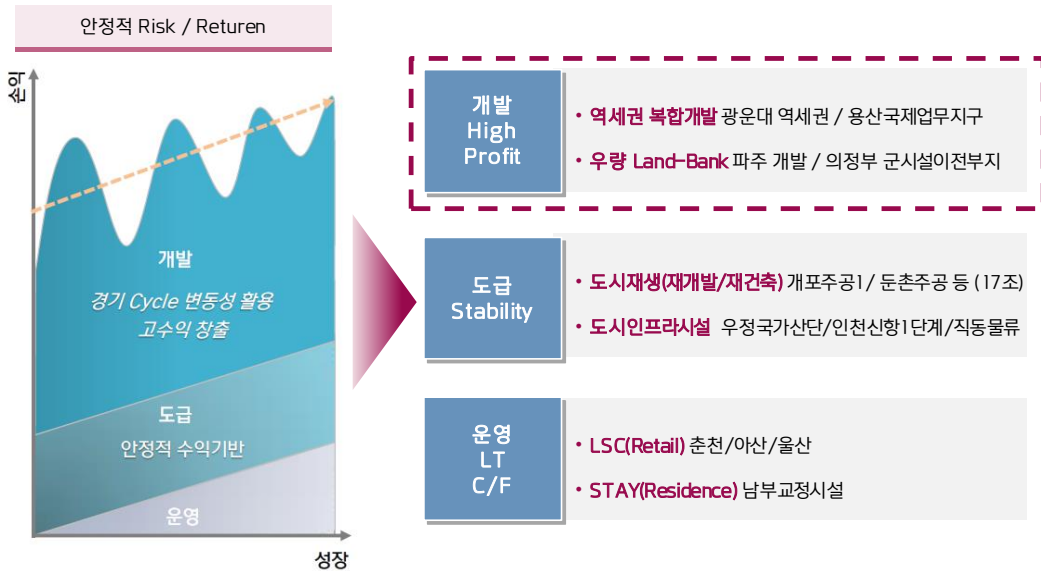 안정적 Risk / Returen
손익
개발
경기 Cycle 변동성 활용
고수익 창출
도급
안정적 수익기반
운영
성장
개발
High
Profit
• 역세권 복합개발 광운대 역세권 / 용산국제업무지구
• 우량 Land-Bank 파주 개발 / 의정부 군시설이전부지
도급
Stability
• 도시재생(재개발/재건축) 개포주공1/ 둔촌주공 등 (17조)
• 도시인프라시설 우정국가산단/인천신항1단계/직동물류
운영
LT
C/F
• LSC(Retail) 춘천/아산/울산
• STAY(Residence) 남부교정시설